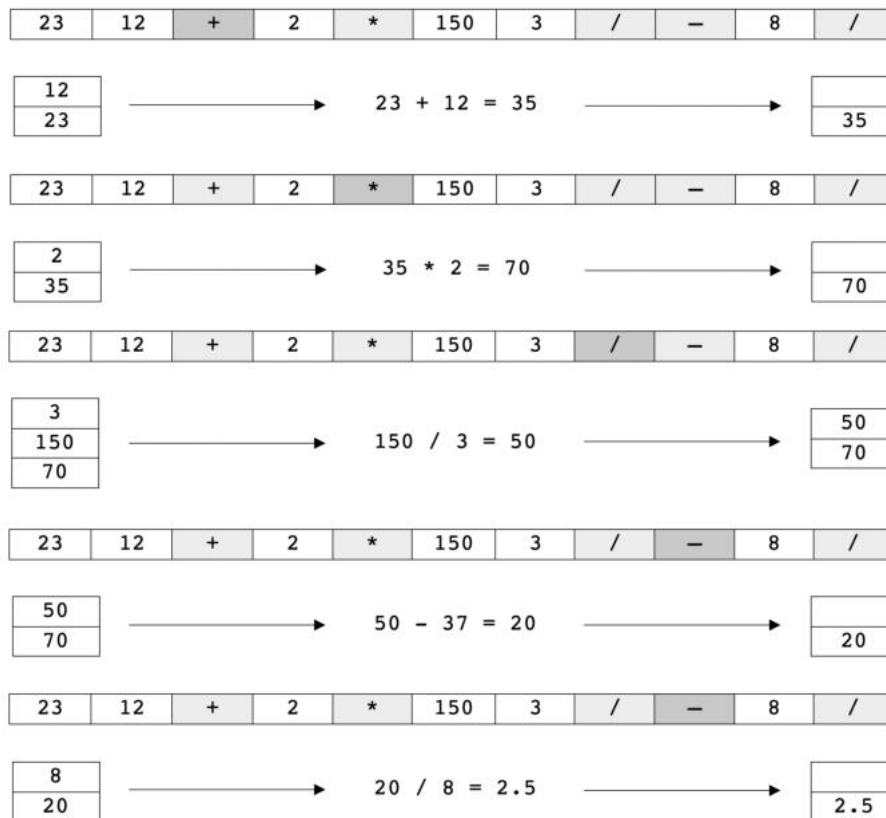 23 12 + 2 * 150 3 / – 8 /
12
23 + 12 = 35
23 35
23 12 + 2 * 150 3 / – 8 /
2
35 * 2 = 70
35 70
23 12 + 2 * 150 3 / – 8 /
3
50
150 150 / 3 = 50
70
70
23 12 + 2 * 150 3 / – 8 /
50
50 – 37 = 20
70 20
23 12 + 2 * 150 3 / – 8 /
8
20 / 8 = 2.5
20 2.5